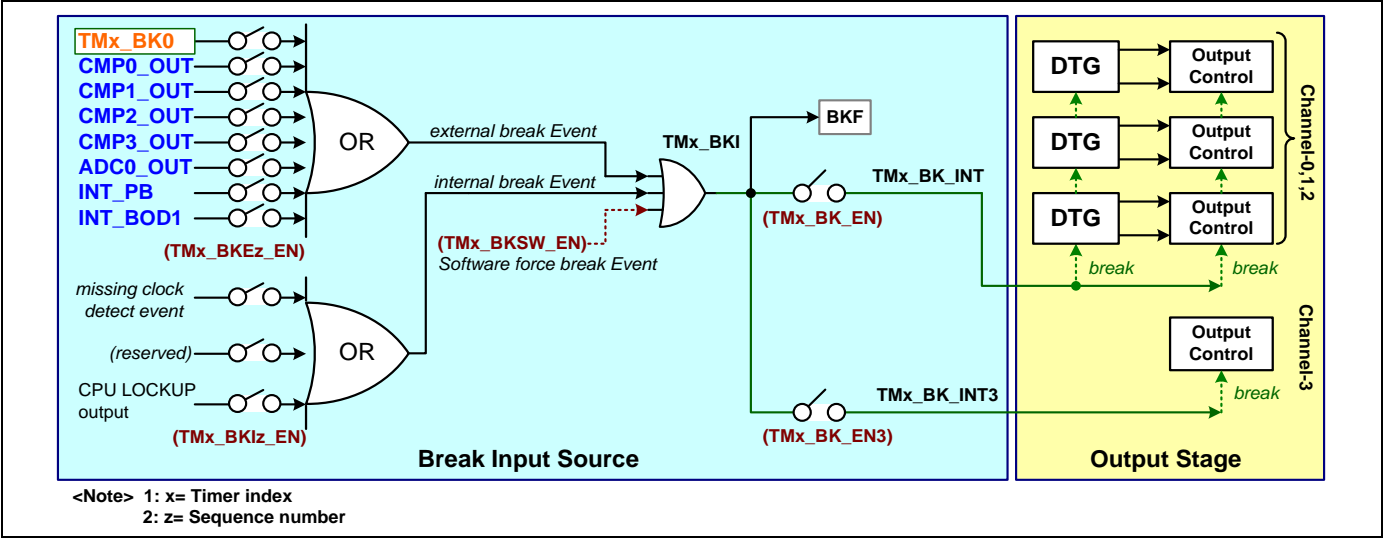 TMx_BK0
CMP0_OUT
CMP1_OUT
CMP2_OUT
CMP3_OUT
ADC0_OUT
INT_PB
INT_BOD1
(TMx_BKEz_EN)
OR
external break Event
internal break Event
(TMx_BKSW_EN)
Software force break Event
missing clock
detect event
(reserved)
CPU LOCKUP
output
(TMx_BKIz_EN)
OR
TMx_BKI
BKF
TMx_BK_INT
(TMx_BK_EN)
TMx_BK_INT3
(TMx_BK_EN3)
Break Input Source
DTG
Output
Control
DTG
Output
Control
DTG
Output
Control
break
break
Channel-0,1,2
Output
Control
break
Channel-3
Output Stage
<Note> 1: x= Timer index
2: z= Sequence number